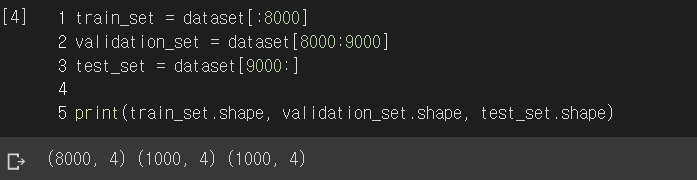 [4] 1 train_set = dataset[:8000]
2 validation_set = dataset[8000:9000]
3 test_set = dataset[9000:]
4
5 print(train_set.shape, validation_set.shape, test_set.shape)
(8000, 4) (1000, 4) (1000, 4)